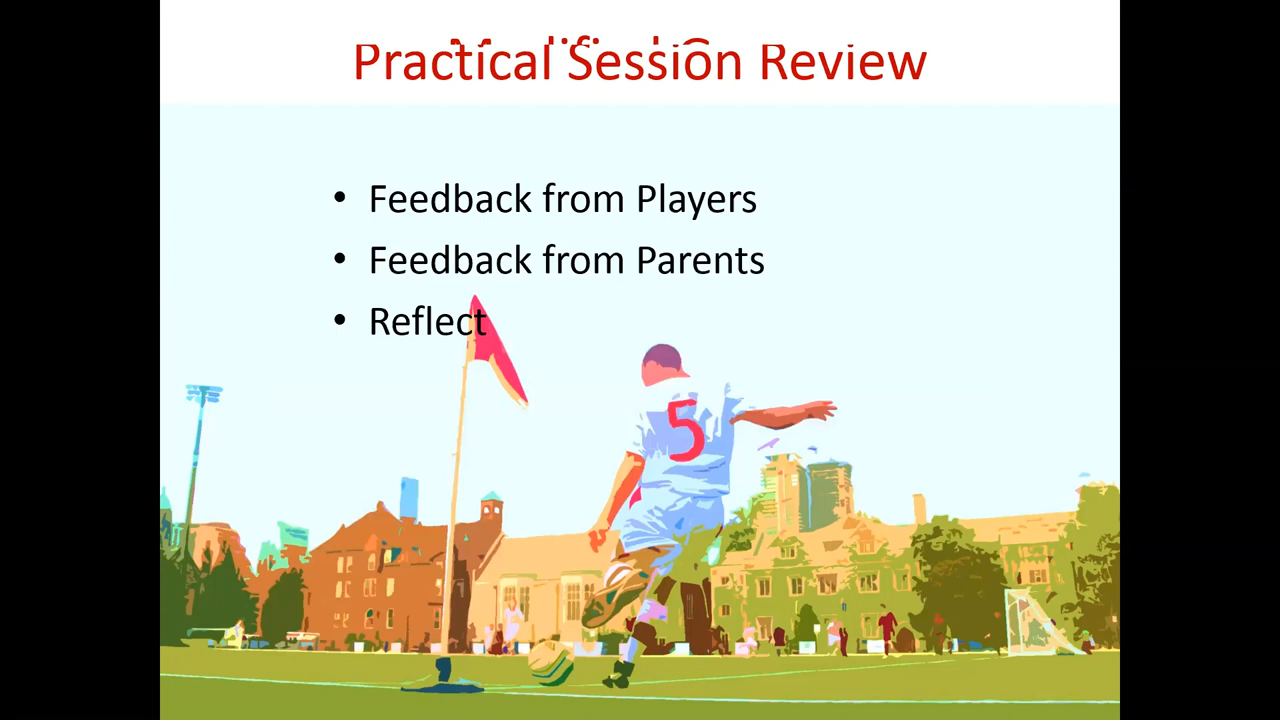 Practical Session Review
• Feedback from Players
• Feedback from Parents
• Reflect
5